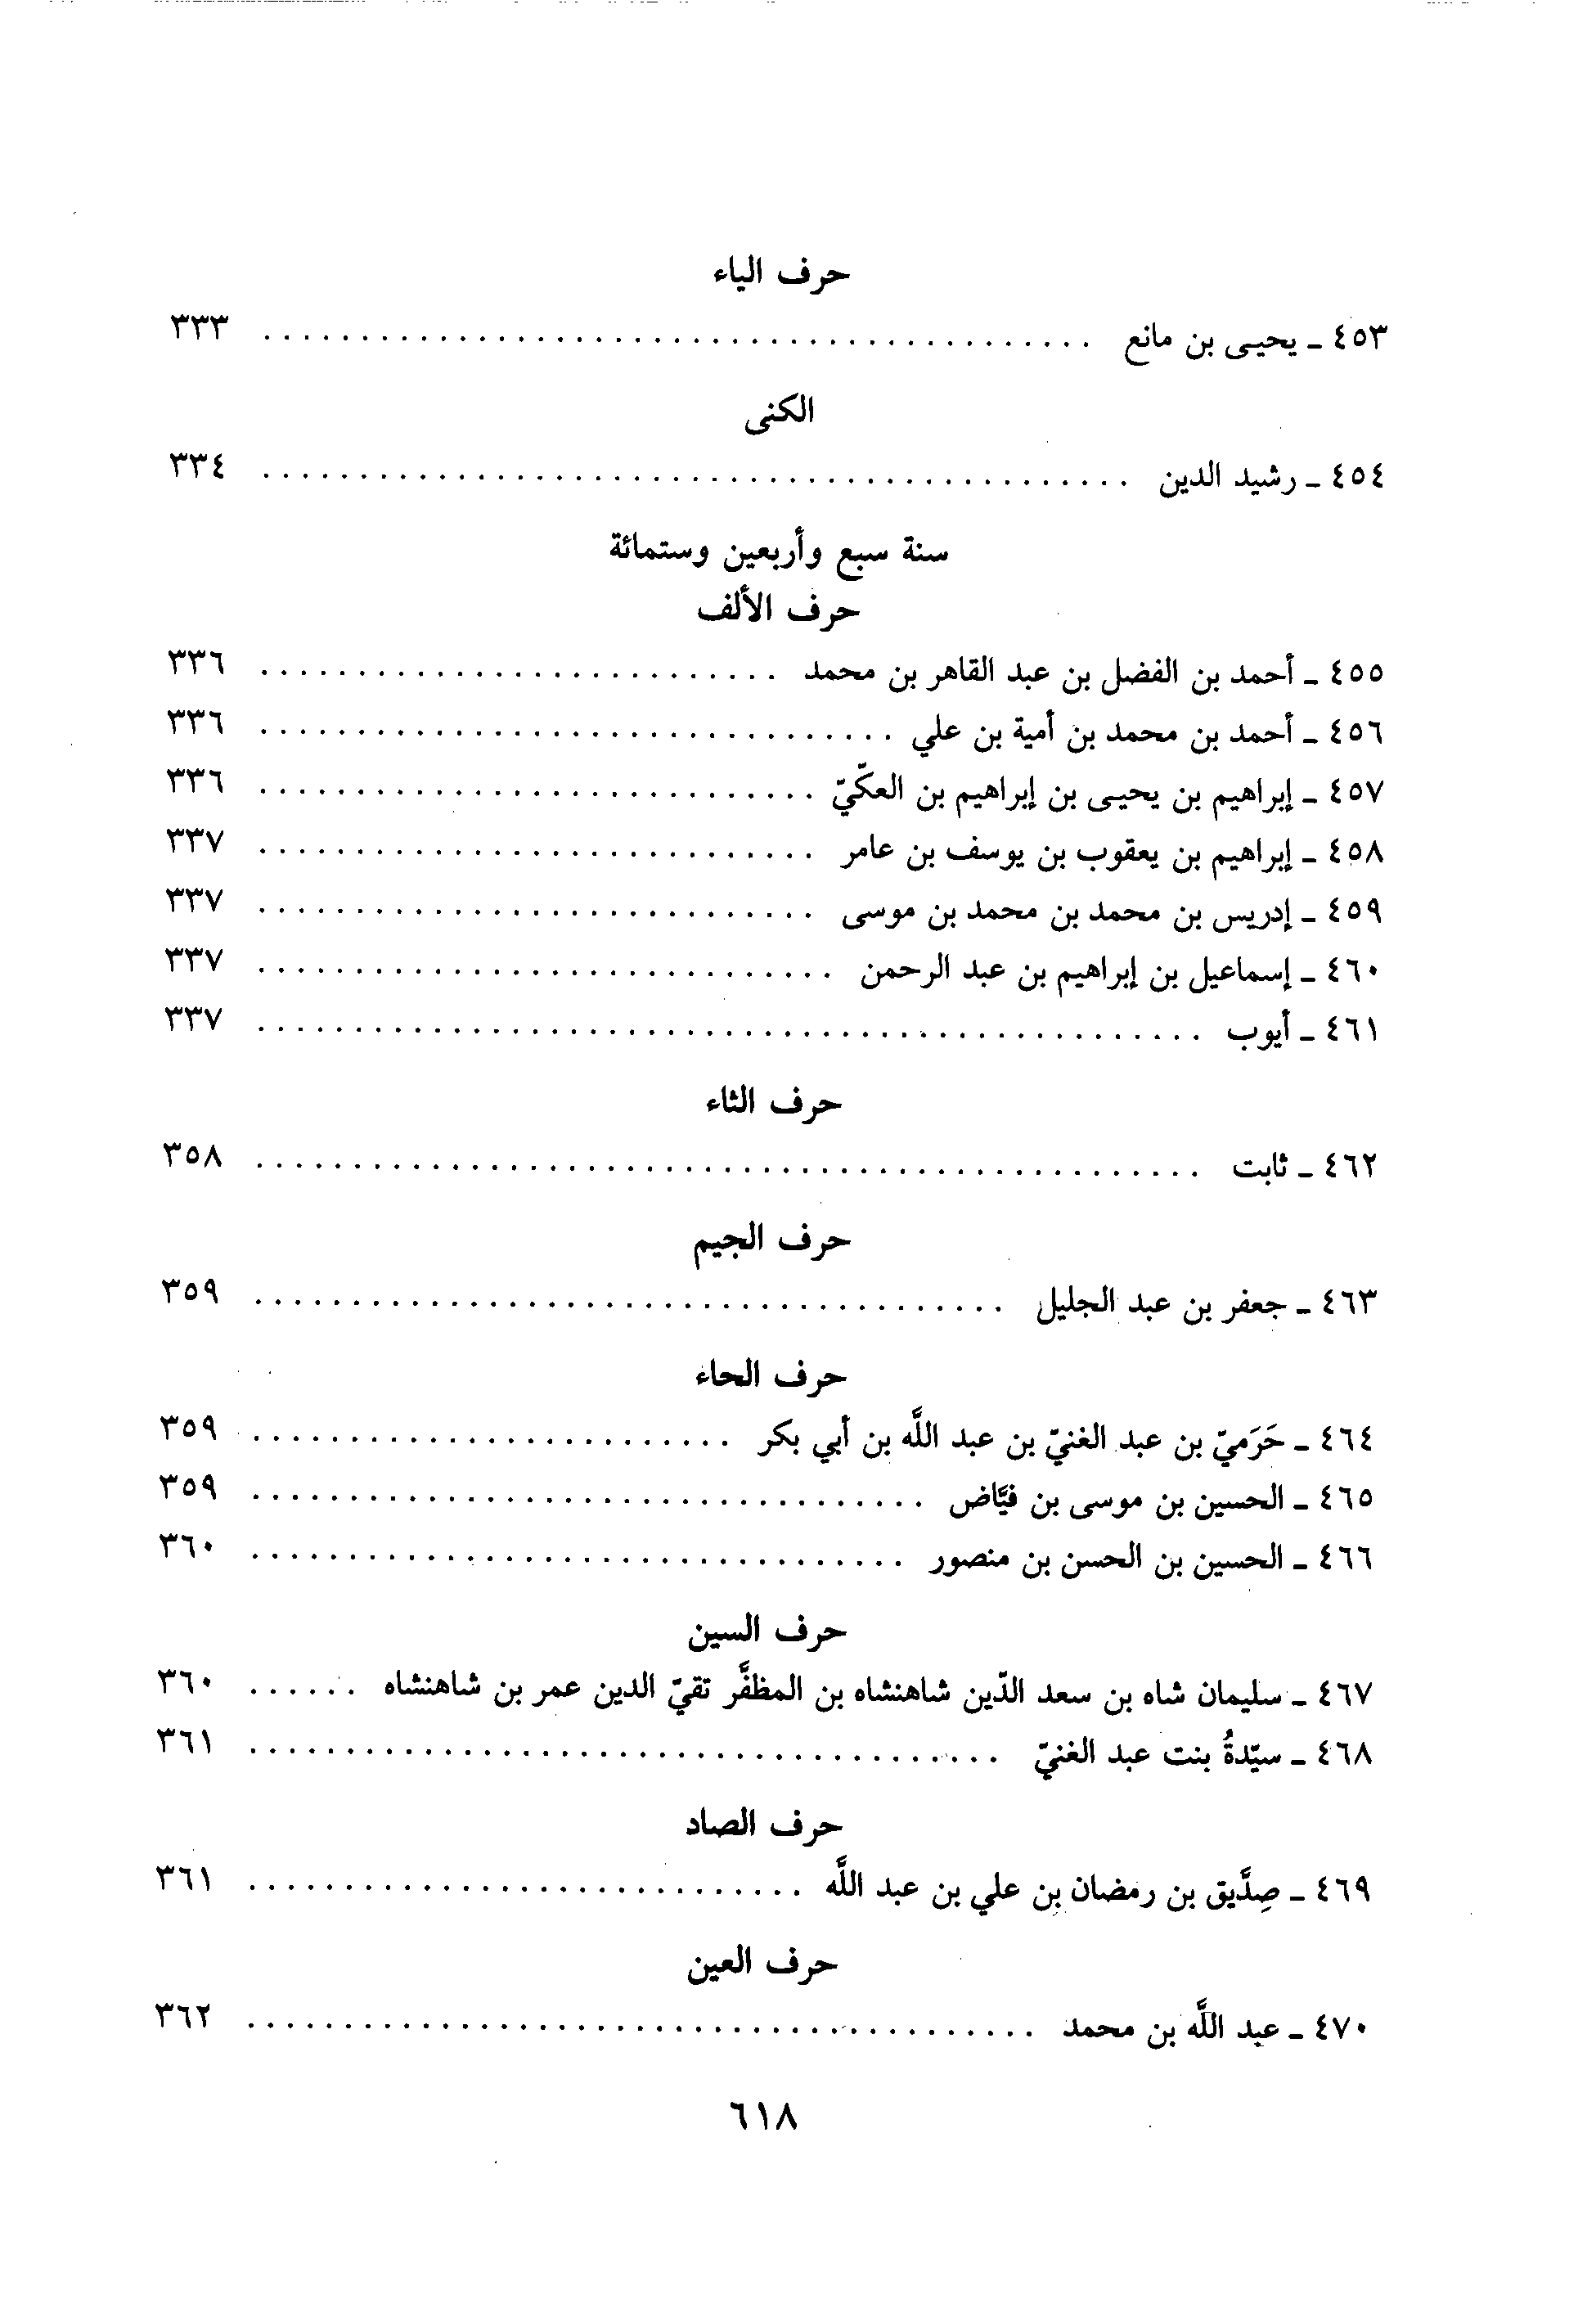 حرف الياء
٤٥٣ ـ يحيـى بن مانع . . . . . . . . . . . . . . . . . . . . ٣٣٣
الكنى
٤٥٤ ـ رشيد الدين . . . . . . . . . . . . . . . . . . . . ٣٣٤
سنة سبع وأربعين وستمائة
حرف الألف
٤٥٥ ـ أحمد بن الفضل بن عبد القاهر بن محمد . . . . . . . . . . . . . . . . . . . . ٣٣٦
٤٥٦ ـ أحمد بن محمد بن أمية بن علي . . . . . . . . . . . . . . . . . . . . ٣٣٦
٤٥٧ ـ إبراهيم بن يحيـى بن إبراهيم بن العكّيّ . . . . . . . . . . . . . . . . . . . . ٣٣٦
٤٥٨ ـ إبراهيم بن يعقوب بن يوسف بن عامر . . . . . . . . . . . . . . . . . . . . ٣٣٧
٤٥٩ ـ إدريس بن محمد بن محمد بن موسى . . . . . . . . . . . . . . . . . . . . ٣٣٧
٤٦٠ ـ إسماعيل بن إبراهيم بن عبد الرحمن . . . . . . . . . . . . . . . . . . . . ٣٣٧
٤٦١ ـ أيوب . . . . . . . . . . . . . . . . . . . . ٣٣٧
حرف الثاء
٤٦٢ ـ ثابت . . . . . . . . . . . . . . . . . . . . ٣٥٨
حرف الجيم
٤٦٣ ـ جعفر بن عبد الجليل . . . . . . . . . . . . . . . . . . . . ٣٥٩
حرف الحاء
٤٦٤ ـ حَرَميّ بن عبد الغنيّ بن عبد اللَّه بن أبي بكر . . . . . . . . . . . . . . . . . . . . ٣٥٩
٤٦٥ ـ الحسين بن موسى بن فيَّاض . . . . . . . . . . . . . . . . . . . . ٣٥٩
٤٦٦ ـ الحسين بن الحسن بن منصور . . . . . . . . . . . . . . . . . . . . ٣٦٠
حرف السين
٤٦٧ ـ سليمان شاه بن سعد الدّين شاهنشاه بن المظفَّر تقيّ الدين عمر بن شاهنشاه . . . . . . ٣٦٠
٤٦٨ ـ سيّدةُ بنت عبد الغنيّ . . . . . . . . . . . . . . . . . . . . ٣٦١
حرف الصاد
٤٦٩ ـ صِدَّيق بن رمضان بن علي بن عبد اللَّه . . . . . . . . . . . . . . . . . . . . ٣٦١
حرف العين
٤٧٠ ـ عبد اللَّه بن محمد . . . . . . . . . . . . . . . . . . . . ٣٦٢
٦١٨